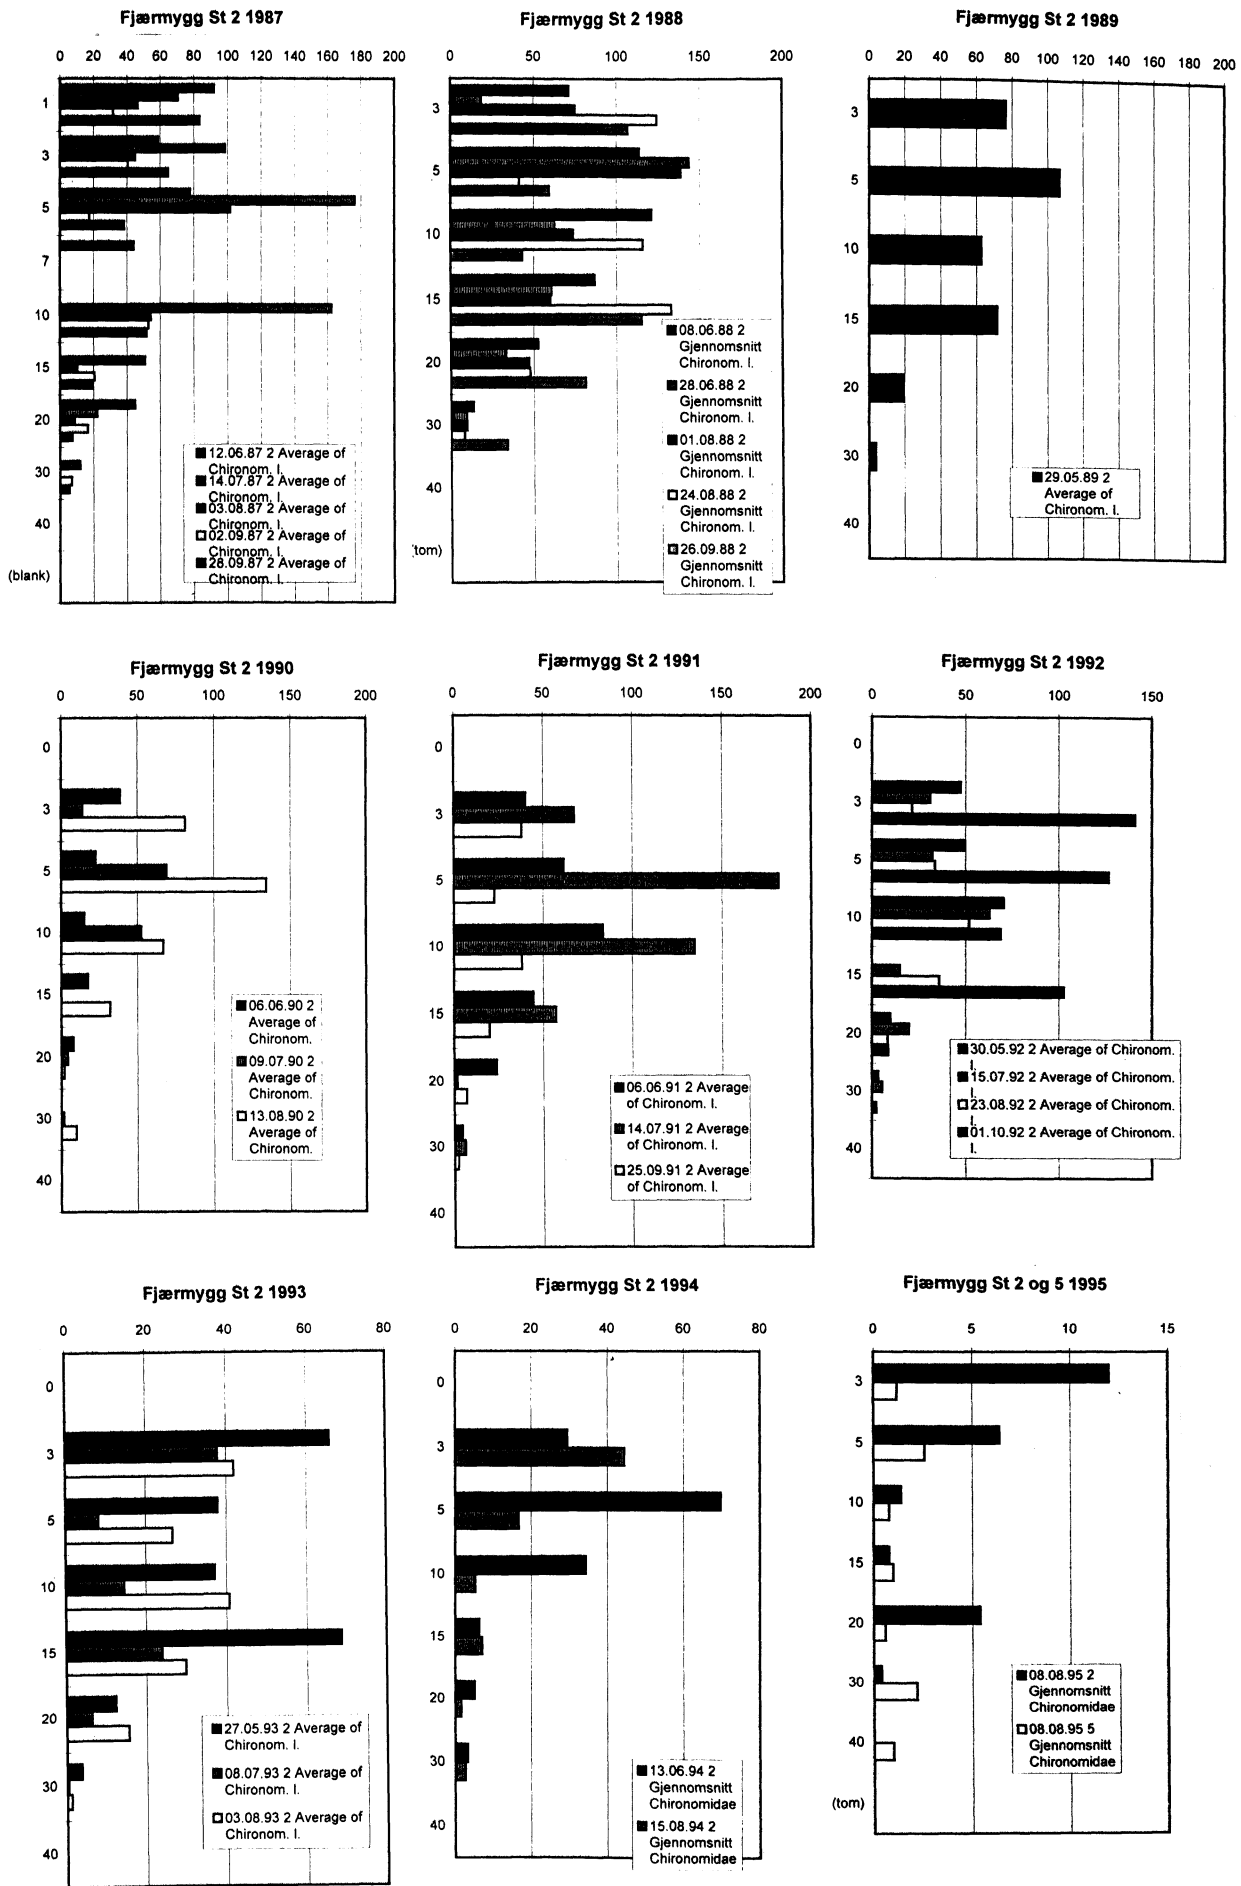 Fjærmygg St 2 1987
0 20 40 60 80 100 120 140 160 180 200
1
3
5
7
10
15
20
30
40
(blank)
12.06.87 2 Average of
Chironom. l.
14.07.87 2 Average of
Chironom. l.
03.08.87 2 Average of
Chironom. l.
02.09.87 2 Average of
Chironom. l.
28.09.87 2 Average of
Chironom. l.
Fjærmygg St 2 1988
0 50 100 150 200
3
5
10
15
20
30
40
(tom)
08.06.88 2
Gjennomsnitt
Chironom. l.
28.06.88 2
Gjennomsnitt
Chironom. l.
01.08.88 2
Gjennomsnitt
Chironom. l.
24.08.88 2
Gjennomsnitt
Chironom. l.
26.09.88 2
Gjennomsnitt
Chironom. l.
Fjærmygg St 2 1989
0 20 40 60 80 100 120 140 160 180 200
3
5
10
15
20
30
40
29.05.89 2
Average of
Chironom. l.
Fjærmygg St 2 1990
0 50 100 150 200
0
3
5
10
15
20
30
40
06.06.90 2
Average of
Chironom.
09.07.90 2
Average of
Chironom.
13.08.90 2
Average of
Chironom.
Fjærmygg St 2 1991
0 50 100 150 200
0
3
5
10
15
20
30
40
06.06.91 2 Average
of Chironom. l.
14.07.91 2 Average
of Chironom. l.
25.09.91 2 Average
of Chironom. l.
Fjærmygg St 2 1992
0 50 100 150
0
3
5
10
15
20
30
40
30.05.92 2 Average of Chironom.
l.
15.07.92 2 Average of Chironom.
l.
23.08.92 2 Average of Chironom.
l.
01.10.92 2 Average of Chironom.
l.
Fjærmygg St 2 1993
0 20 40 60 80
0
3
5
10
15
20
30
40
27.05.93 2 Average of
Chironom. l.
08.07.93 2 Average of
Chironom. l.
03.08.93 2 Average of
Chironom. l.
Fjærmygg St 2 1994
0 20 40 60 80
0
3
5
10
15
20
30
40
13.06.94 2
Gjennomsnitt
Chironomidae
15.08.94 2
Gjennomsnitt
Chironomidae
Fjærmygg St 2 og 5 1995
0 5 10 15
3
5
10
15
20
30
40
(tom)
08.08.95 2
Gjennomsnitt
Chironomidae
08.08.95 5
Gjennomsnitt
Chironomidae